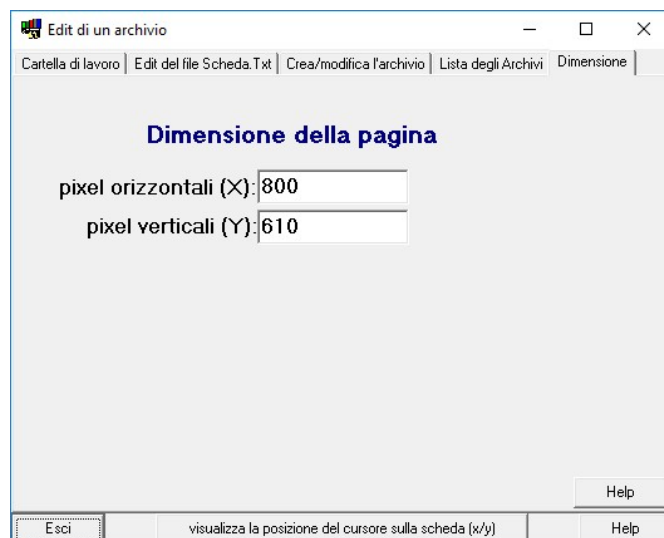 Edit di un archivio
Cartella di lavoro Edit del file Scheda.Txt Crea/modifica l'archivio Lista degli Archivi Dimensione
Dimensione della pagina
pixel orizzontali (X): 800
pixel verticali (Y): 610
Help
Esci visualizza la posizione del cursore sulla scheda (x/y) Help